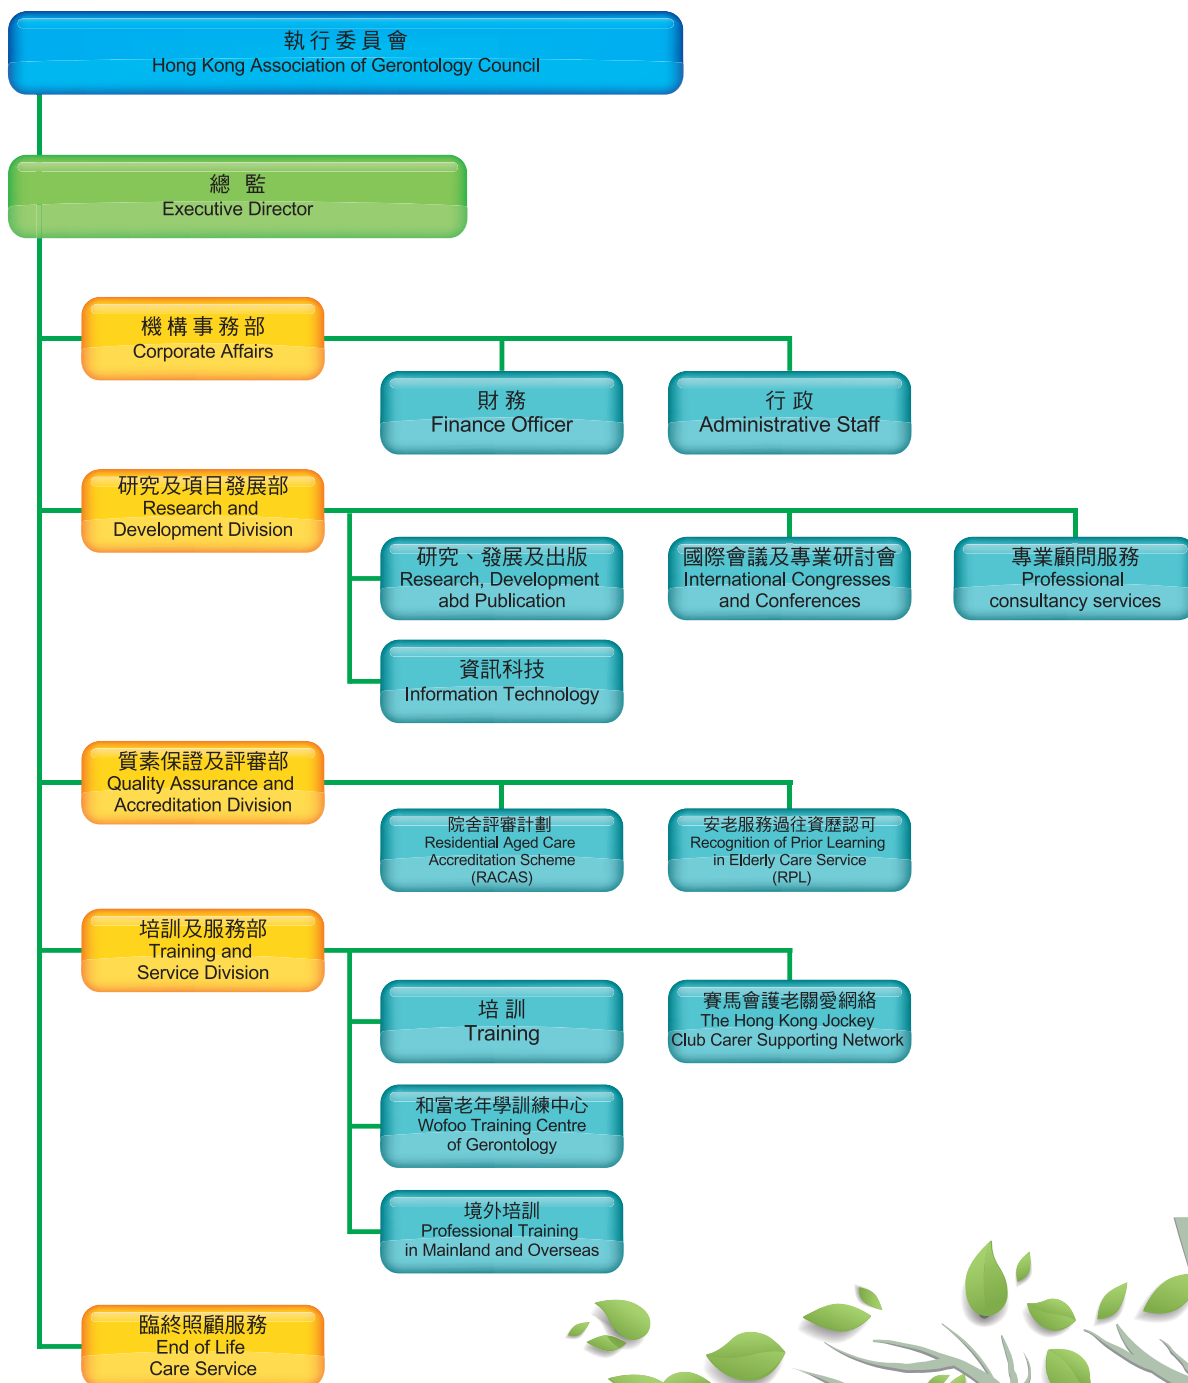 執行委員會
Hong Kong Association of Gerontology Council
總 監
Executive Director
機構事務部
Corporate Affairs
財務
Finance Officer
行政
Administrative Staff
研究及項目發展部
Research and
Development Division
研究、發展及出版
Research, Development
abd Publication
國際會議及專業研討會
International Congresses
and Conferences
專業顧問服務
Professional
consultancy services
資訊科技
Information Technology
質素保證及評審部
Quality Assurance and
Accreditation Division
院舍評審計劃
Residential Aged Care
Accreditation Scheme
(RACAS)
安老服務過往資歷認可
Recognition of Prior Learning
in Elderly Care Service
(RPL)
培訓及服務部
Training and
Service Division
培訓
Training
賽馬會護老關愛網絡
The Hong Kong Jockey
Club Carer Supporting Network
和富老年學訓練中心
Wofoo Training Centre
of Gerontology
境外培訓
Professional Training
in Mainland and Overseas
臨終照顧服務
End of Life
Care Service